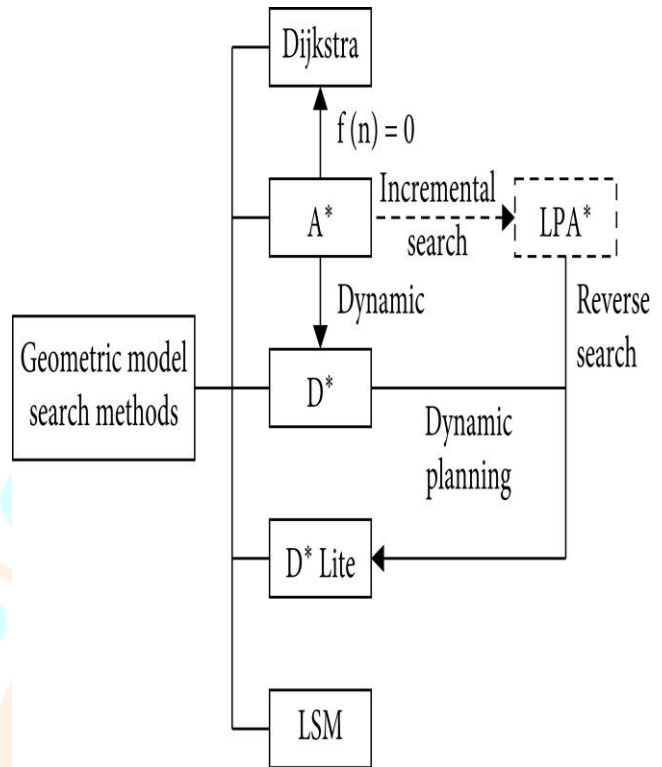 Dijkstra
f (n) = 0
A*
Incremental
search
LPA*
Dynamic
Reverse
search
Geometric model
search methods
D*
Dynamic
planning
D* Lite
LSM